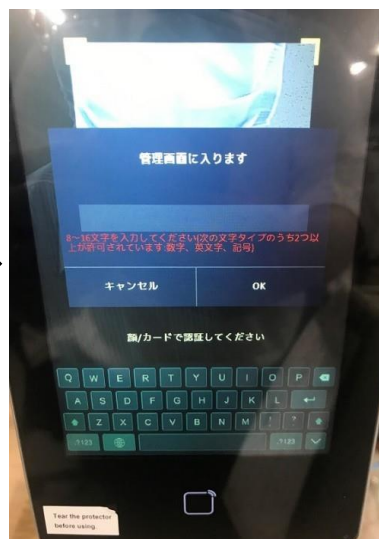 管理画面に入ります
8～16文字を入力してください(次の文字タイプのうち2つ以
上が許可されています:数字、英文字、記号)
キャンセル OK
顔/カードで認証してください
Q W E R T Y U I O P
A S D F G H J K L
Z X C V B N M ! ?
.?123 .?123
Tear the protector
before using.